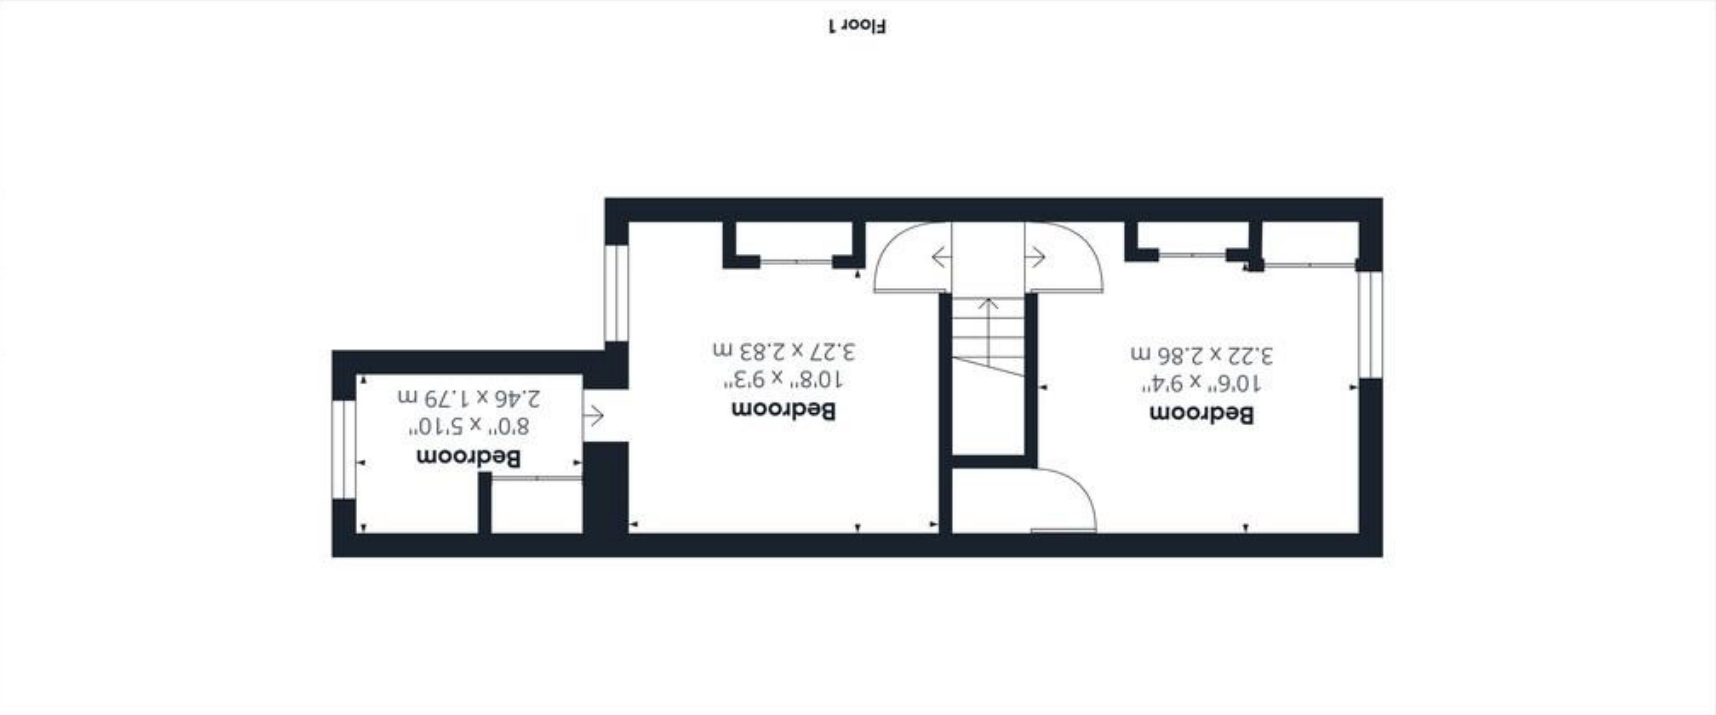 Bedroom
10'6" x 9'4"
3.22 x 2.86 m
Bedroom
10'8" x 9'3"
3.27 x 2.83 m
Bedroom
8'0" x 5'10"
2.46 x 1.79 m
Floor 1